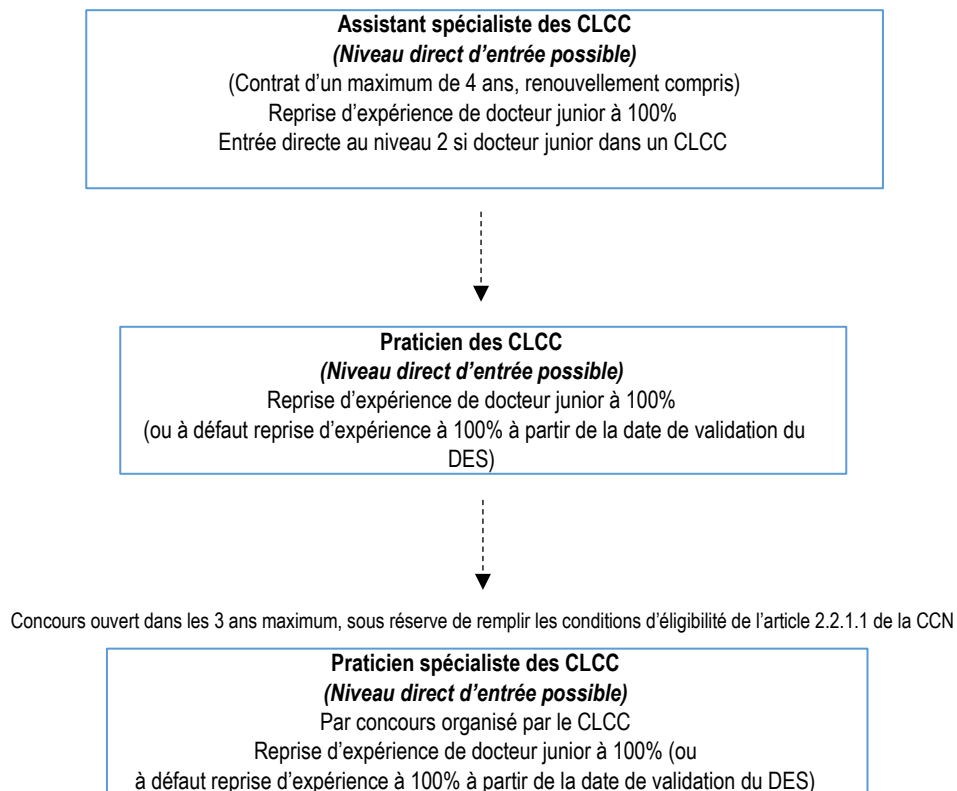 Assistant spécialiste des CLCC
(Niveau direct d’entrée possible)
(Contrat d’un maximum de 4 ans, renouvellement compris)
Reprise d’expérience de docteur junior à 100%
Entrée directe au niveau 2 si docteur junior dans un CLCC
Praticien des CLCC
(Niveau direct d’entrée possible)
Reprise d’expérience de docteur junior à 100%
(ou à défaut reprise d’expérience à 100% à partir de la date de validation du
DES)
Concours ouvert dans les 3 ans maximum, sous réserve de remplir les conditions d’éligibilité de l’article 2.2.1.1 de la CCN
Praticien spécialiste des CLCC
(Niveau direct d’entrée possible)
Par concours organisé par le CLCC
Reprise d’expérience de docteur junior à 100% (ou
à défaut reprise d’expérience à 100% à partir de la date de validation du DES)